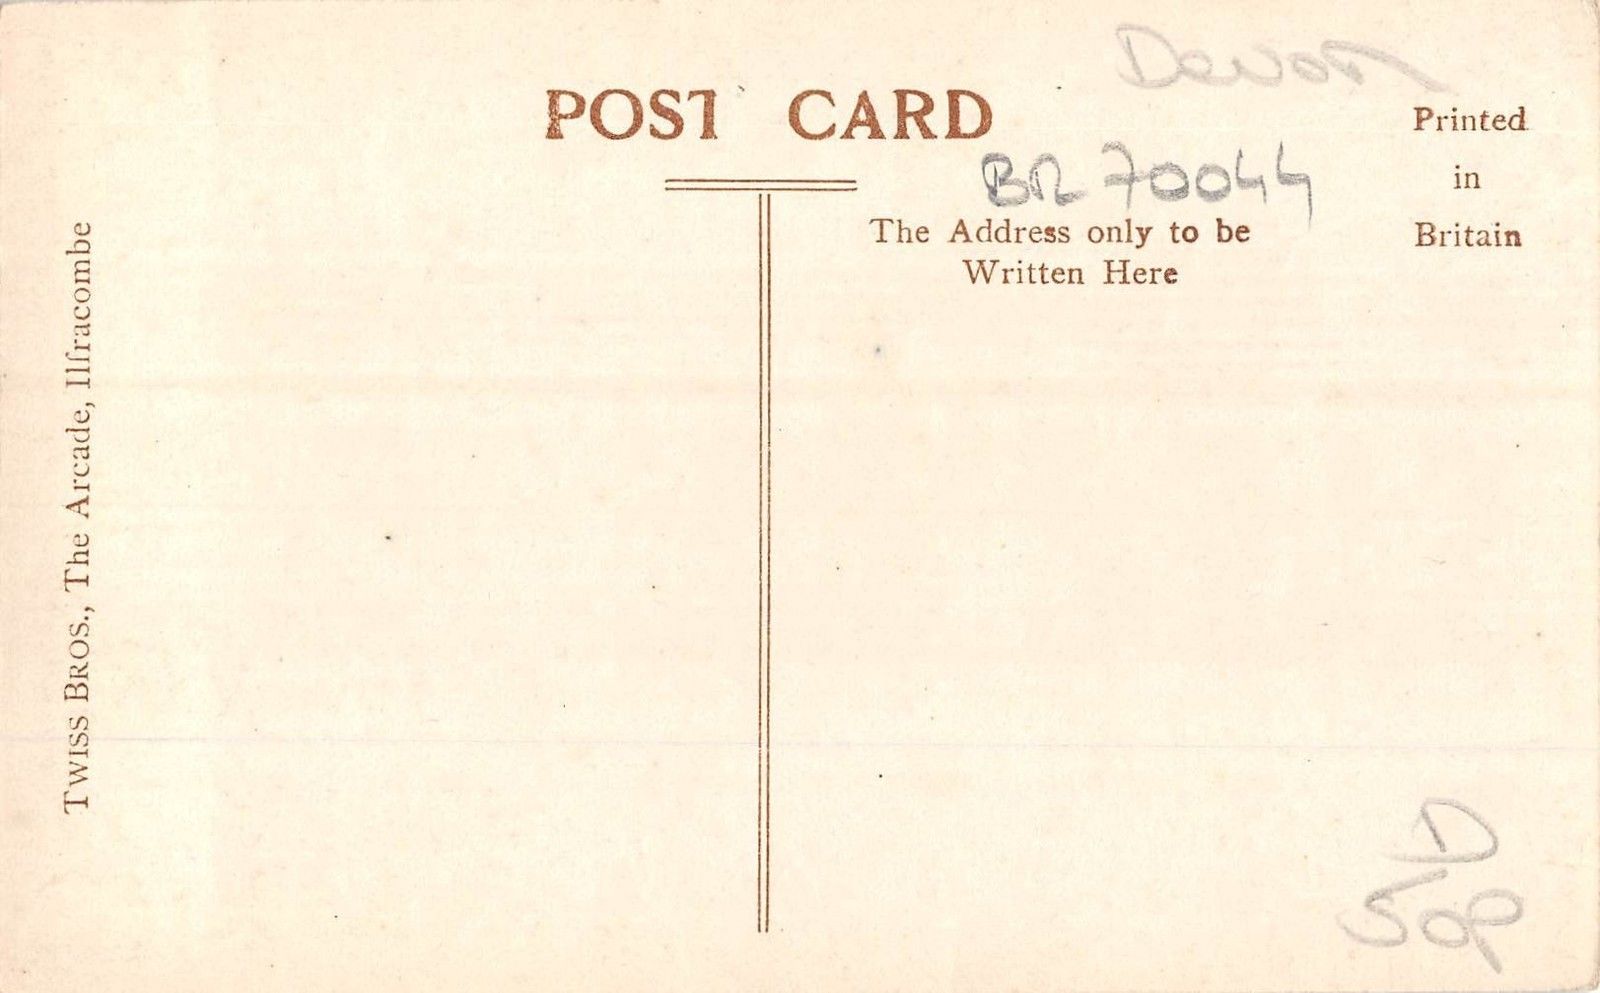 Devon
POST CARD
BR 70044
Printed
in
Britain
The Address only to be
Written Here
TWISS BROS., The Arcade, Ilfracombe
D
50p